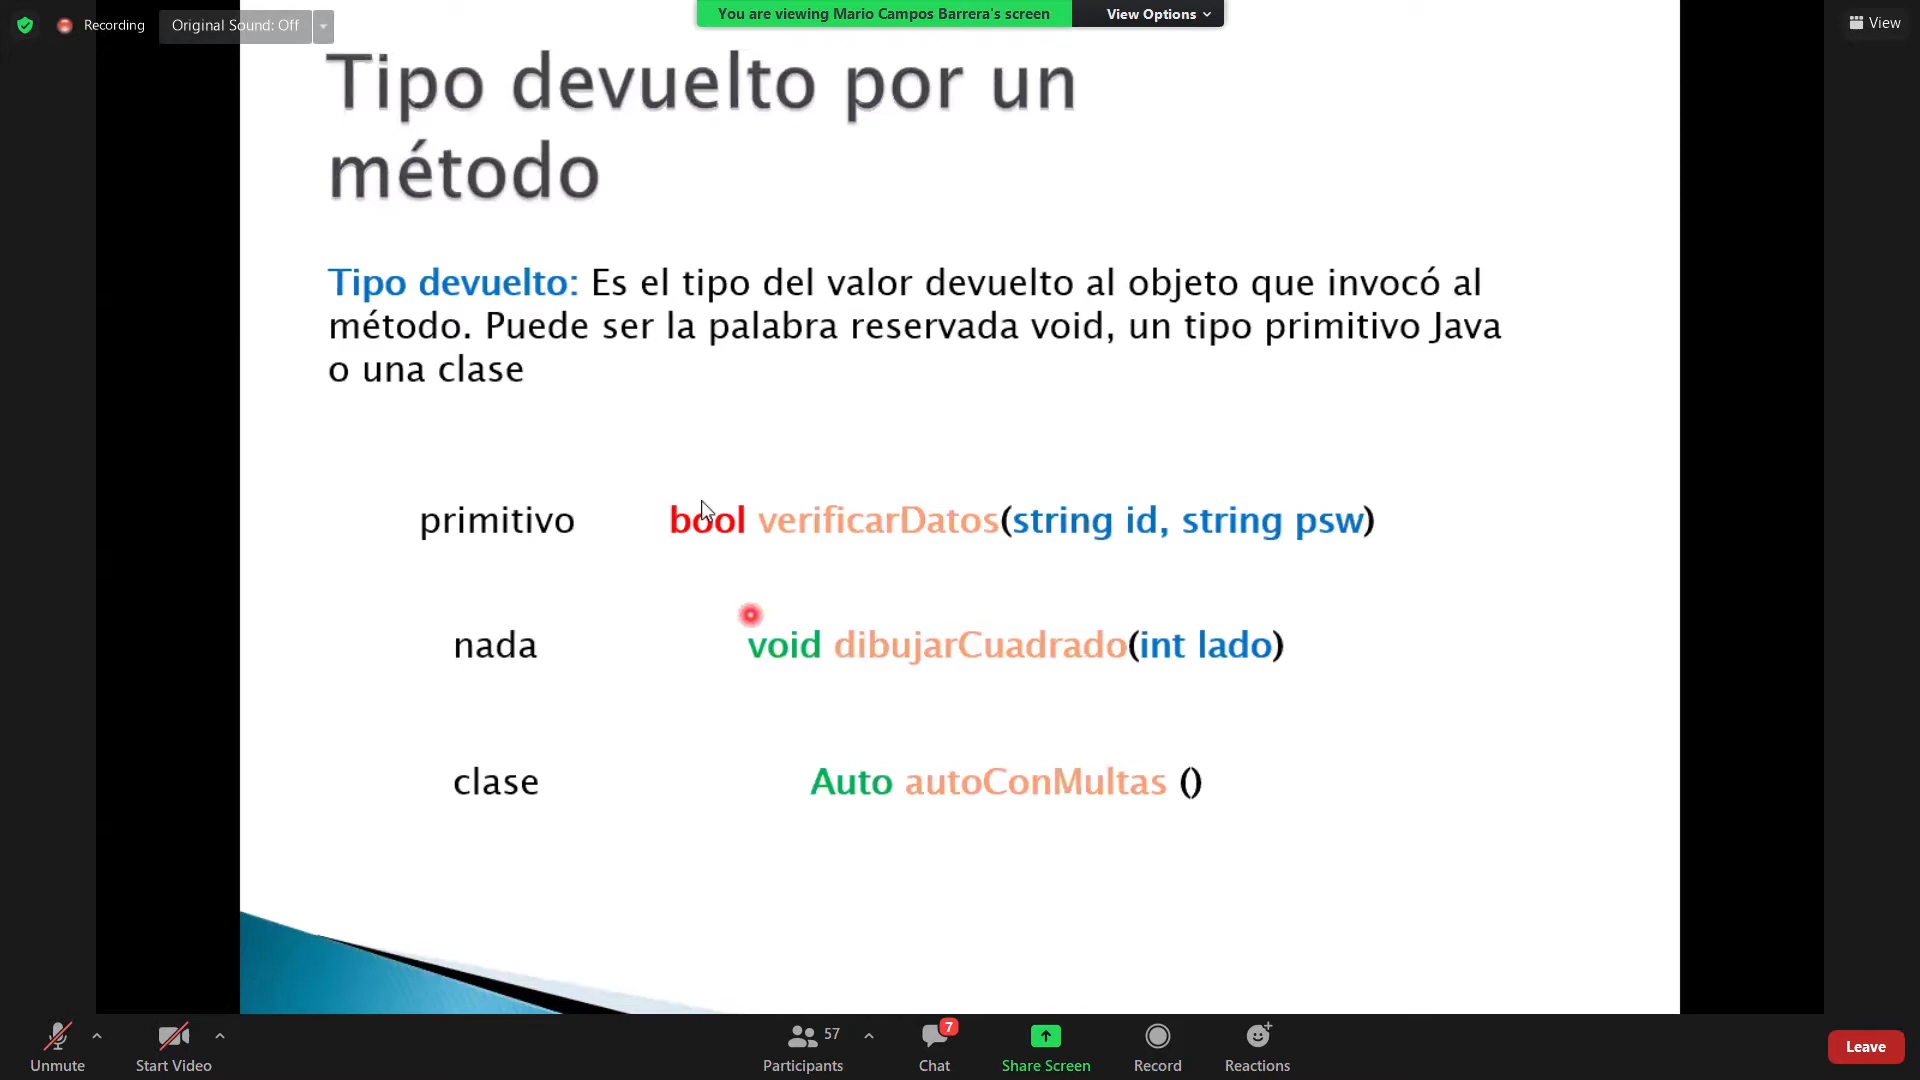 Recording
Original Sound: Off
You are viewing Mario Campos Barrera's screen
View Options
View
Tipo devuelto por un
método
Tipo devuelto: Es el tipo del valor devuelto al objeto que invocó al
método. Puede ser la palabra reservada void, un tipo primitivo Java
o una clase
primitivo bool verificarDatos(string id, string psw)
nada void dibujarCuadrado(int lado)
clase Auto autoConMultas ()
Unmute
Start Video
57
Participants
7
Chat
Share Screen
Record
Reactions
Leave